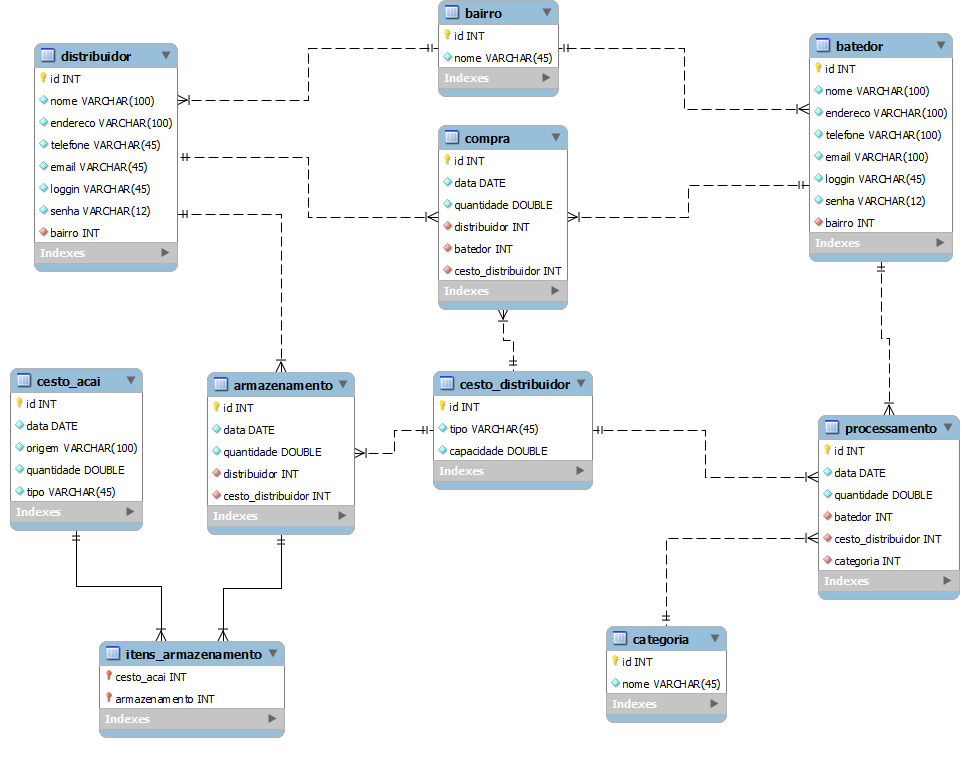 bairro
id INT
nome VARCHAR(45)
Indexes
distribuidor
id INT
nome VARCHAR(100)
endereco VARCHAR(100)
telefone VARCHAR(45)
email VARCHAR(45)
loggin VARCHAR(45)
senha VARCHAR(12)
bairro INT
Indexes
batedor
id INT
nome VARCHAR(100)
endereco VARCHAR(100)
telefone VARCHAR(100)
email VARCHAR(100)
loggin VARCHAR(45)
senha VARCHAR(12)
bairro INT
Indexes
compra
id INT
data DATE
quantidade DOUBLE
distribuidor INT
batedor INT
cesto_distribuidor INT
Indexes
cesto_acai
id INT
data DATE
origem VARCHAR(100)
quantidade DOUBLE
tipo VARCHAR(45)
Indexes
armazenamento
id INT
data DATE
quantidade DOUBLE
distribuidor INT
cesto_distribuidor INT
Indexes
cesto_distribuidor
id INT
tipo VARCHAR(45)
capacidade DOUBLE
Indexes
processamento
id INT
data DATE
quantidade DOUBLE
batedor INT
cesto_distribuidor INT
categoria INT
Indexes
itens_armazenamento
cesto_acai INT
armazenamento INT
Indexes
categoria
id INT
nome VARCHAR(45)
Indexes